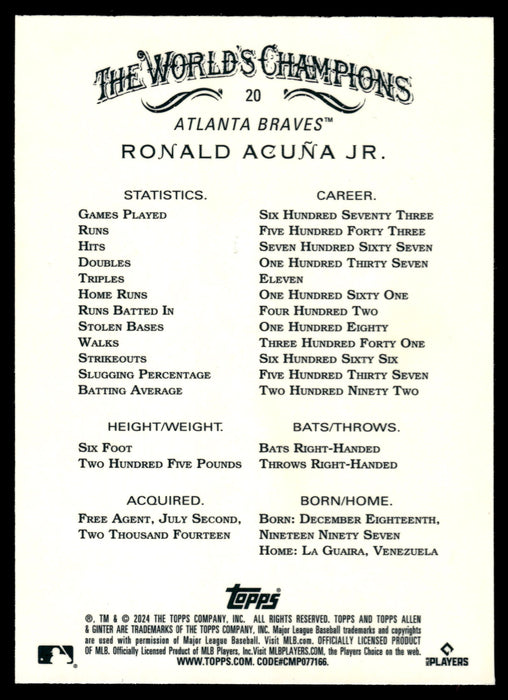 THE WORLD'S CHAMPIONS
20
ATLANTA BRAVES™
RONALD ACUÑA JR.
STATISTICS. CAREER.
GAMES PLAYED SIX HUNDRED SEVENTY THREE
RUNS FIVE HUNDRED FORTY THREE
HITS SEVEN HUNDRED SIXTY SEVEN
DOUBLES ONE HUNDRED THIRTY SEVEN
TRIPLES ELEVEN
HOME RUNS ONE HUNDRED SIXTY ONE
RUNS BATTED IN FOUR HUNDRED TWO
STOLEN BASES ONE HUNDRED EIGHTY
WALKS THREE HUNDRED FORTY ONE
STRIKEOUTS SIX HUNDRED SIXTY SIX
SLUGGING PERCENTAGE FIVE HUNDRED THIRTY SEVEN
BATTING AVERAGE TWO HUNDRED NINETY TWO
HEIGHT/WEIGHT. BATS/THROWS.
SIX FOOT BATS RIGHT-HANDED
TWO HUNDRED FIVE POUNDS THROWS RIGHT-HANDED
ACQUIRED. BORN/HOME.
FREE AGENT, JULY SECOND, BORN: DECEMBER EIGHTEENTH,
TWO THOUSAND FOURTEEN NINETEEN NINETY SEVEN
HOME: LA GUAIRA, VENEZUELA
Topps®
®, TM & © 2024 THE TOPPS COMPANY, INC. ALL RIGHTS RESERVED. TOPPS AND TOPPS ALLEN
& GINTER ARE TRADEMARKS OF THE TOPPS COMPANY, INC. Major League Baseball trademarks and copyrights
are used with permission of Major League Baseball. Visit MLB.com. OFFICIALLY LICENSED PRODUCT
OF MLB. Officially Licensed Product of MLB Players, Inc.Visit MLBPLAYERS.COM, the Players Choice on the web.
WWW.TOPPS.COM. CODE#CMP077166.
MLB PLAYERS